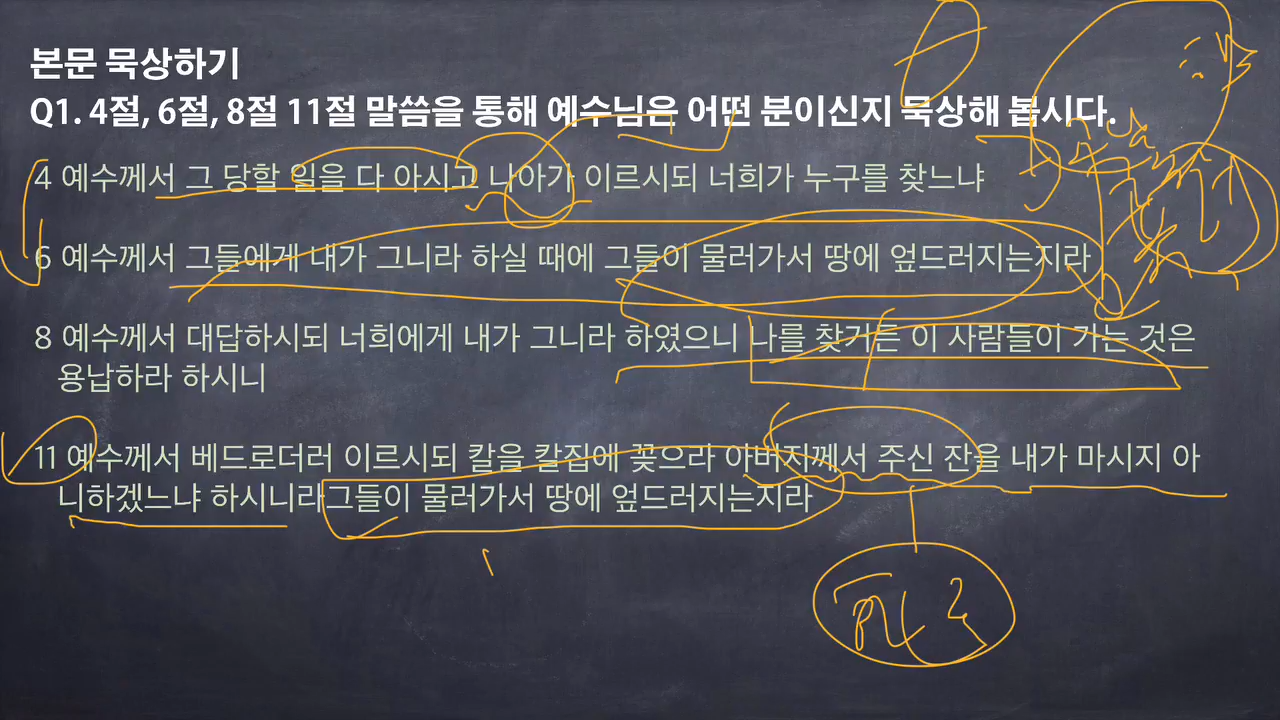 본문 묵상하기
Q1. 4절, 6절, 8절 11절 말씀을 통해 예수님은 어떤 분이신지 묵상해 봅시다.
4 예수께서 그 당할 일을 다 아시고 나아가 이르시되 너희가 누구를 찾느냐
6 예수께서 그들에게 내가 그니라 하실 때에 그들이 물러가서 땅에 엎드러지는지라
8 예수께서 대답하시되 너희에게 내가 그니라 하였으니 나를 찾거든 이 사람들이 가는 것은
용납하라 하시니
11 예수께서 베드로더러 이르시되 칼을 칼집에 꽂으라 아버지께서 주신 잔을 내가 마시지 아
니하겠느냐 하시니라그들이 물러가서 땅에 엎드러지는지라